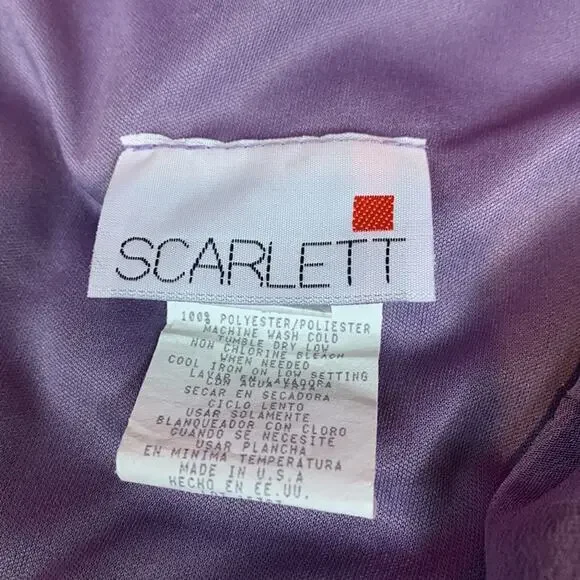 SCARLETT
100% POLYESTER/POLIESTER
MACHINE WASH COLD
TUMBLE DRY LOW
NON CHLORINE BLEACH
WHEN NEEDED
COOL IRON ON LOW SETTING
LAVAR EN LAVADORA
CON AGUA FRIA
SECAR EN SECADORA
CICLO LENTO
USAR SOLAMENTE
BLANQUEADOR CON CLORO
CUANDO SE NECESITE
USAR PLANCHA
EN MINIMA TEMPERATURA
MADE IN U.S.A
HECHO EN EE.UU.